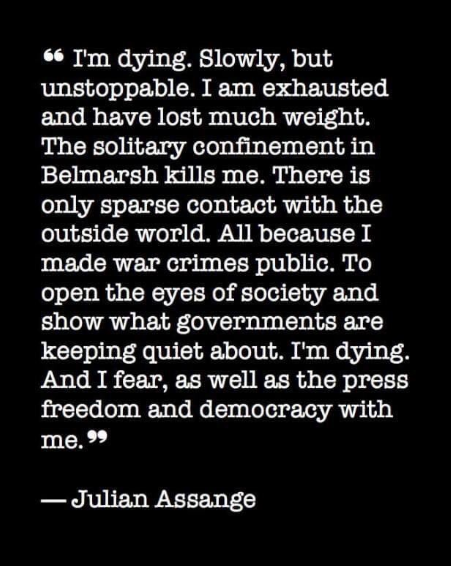 “ I'm dying. Slowly, but
unstoppable. I am exhausted
and have lost much weight.
The solitary confinement in
Belmarsh kills me. There is
only sparse contact with the
outside world. All because I
made war crimes public. To
open the eyes of society and
show what governments are
keeping quiet about. I'm dying.
And I fear, as well as the press
freedom and democracy with
me.”
— Julian Assange